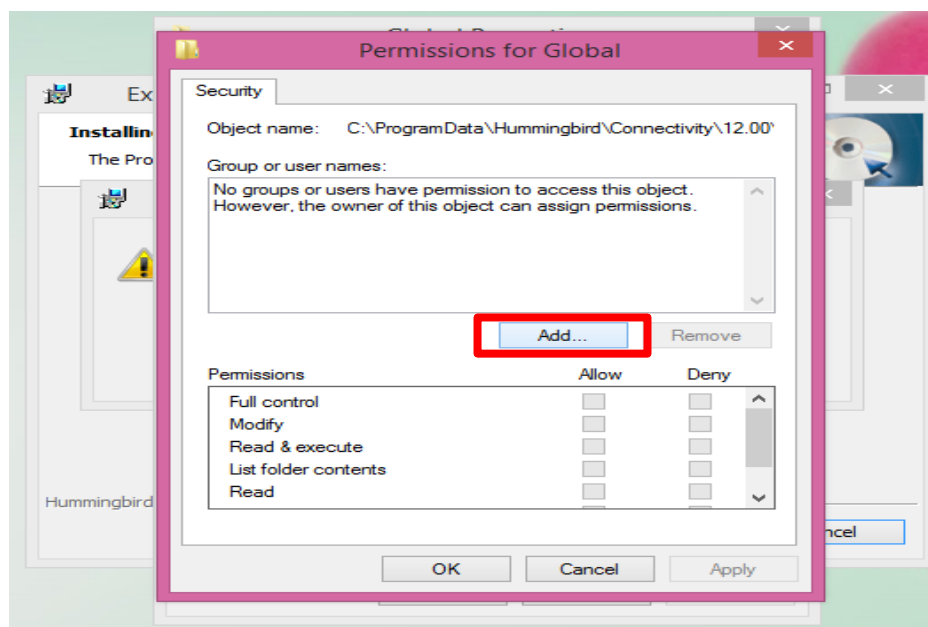 Permissions for Global
Ex
Security
Installin
Object name: C:\ProgramData\Hummingbird\Connectivity\12.00\
The Pro
Group or user names:
No groups or users have permission to access this object.
However, the owner of this object can assign permissions.
Add...
Remove
Permissions Allow Deny
Full control
Modify
Read & execute
List folder contents
Read
Hummingbird
ncel
OK
Cancel
Apply